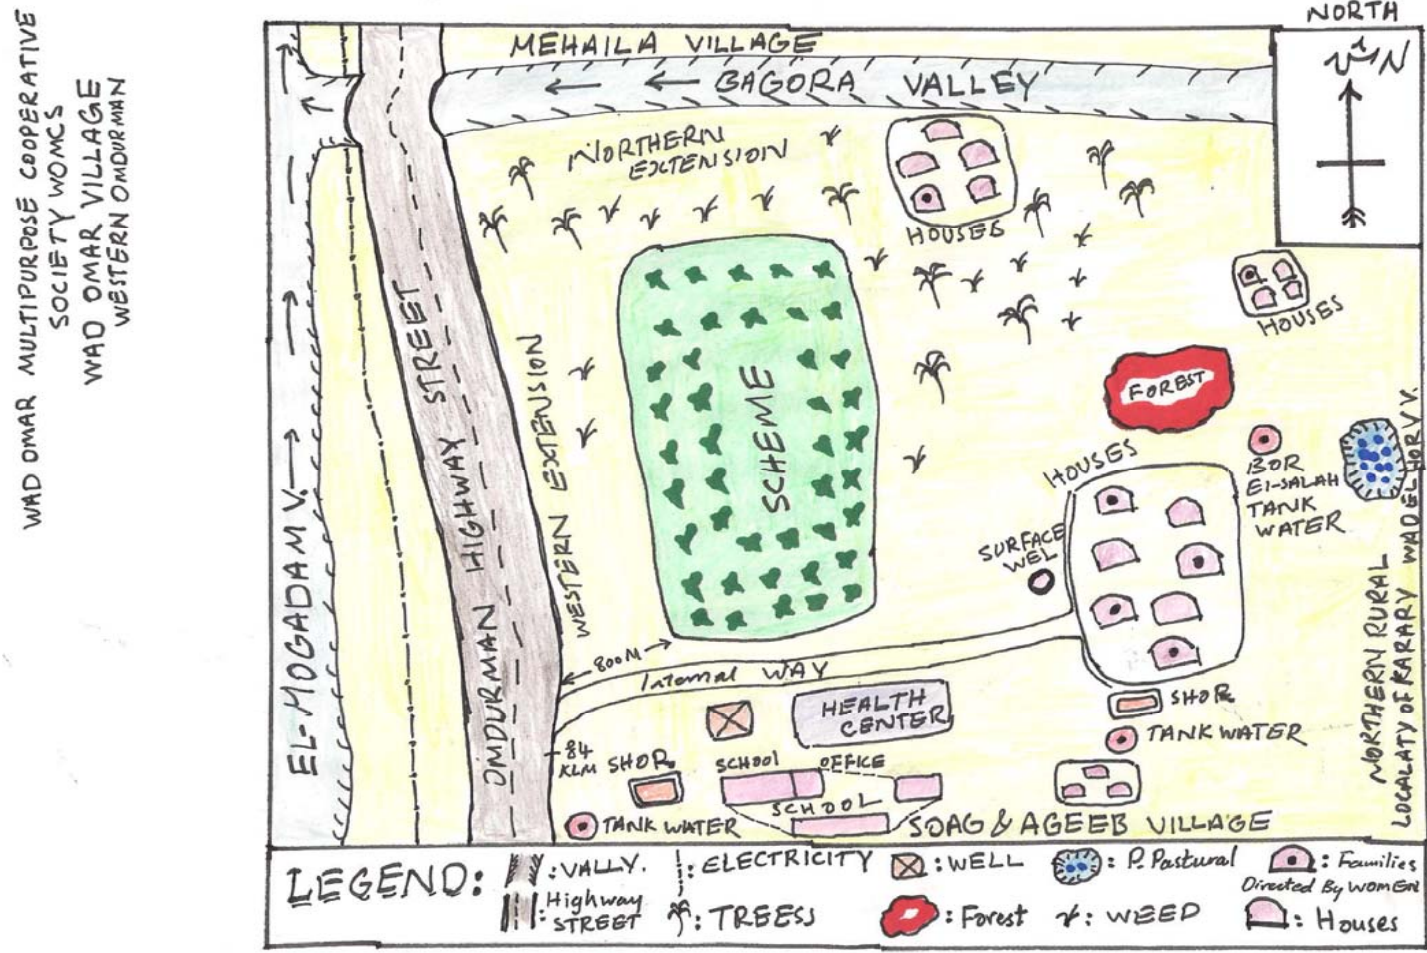 WAD OMAR MULTIPURPOSE COOPERATIVE
SOCIETY WOMCS
WAD OMAR VILLAGE
WESTERN OMDURMAN
NORTH
N
MEHAILA VILLAGE
BAGORA VALLEY
NORTHERN
EXTENSION
HOUSES
HOUSES
FOREST
HOUSES
BOR
El-SALAH
TANK
WATER
SURFACE
WEL
SCHEME
WESTERN EXTENSION
OMDURMAN HIGHWAY STREET
EL-MOGADAM V.
800M
Internal WAY
HEALTH
CENTER
SHOP
TANK WATER
84
KLM
SHOP
SCHOOL
OFFICE
SCHOOL
TANK WATER
SOAG & AGEEB VILLAGE
NORTHERN RURAL
LOCALATY OF KARARY
WAD EL HOR V.V.
LEGEND:
: VALLY.
: Highway
STREET
: ELECTRICITY
: TREESS
: WELL
: Forest
: P. Pastural
: WEED
: Families
Directed By WOMEN
: Houses